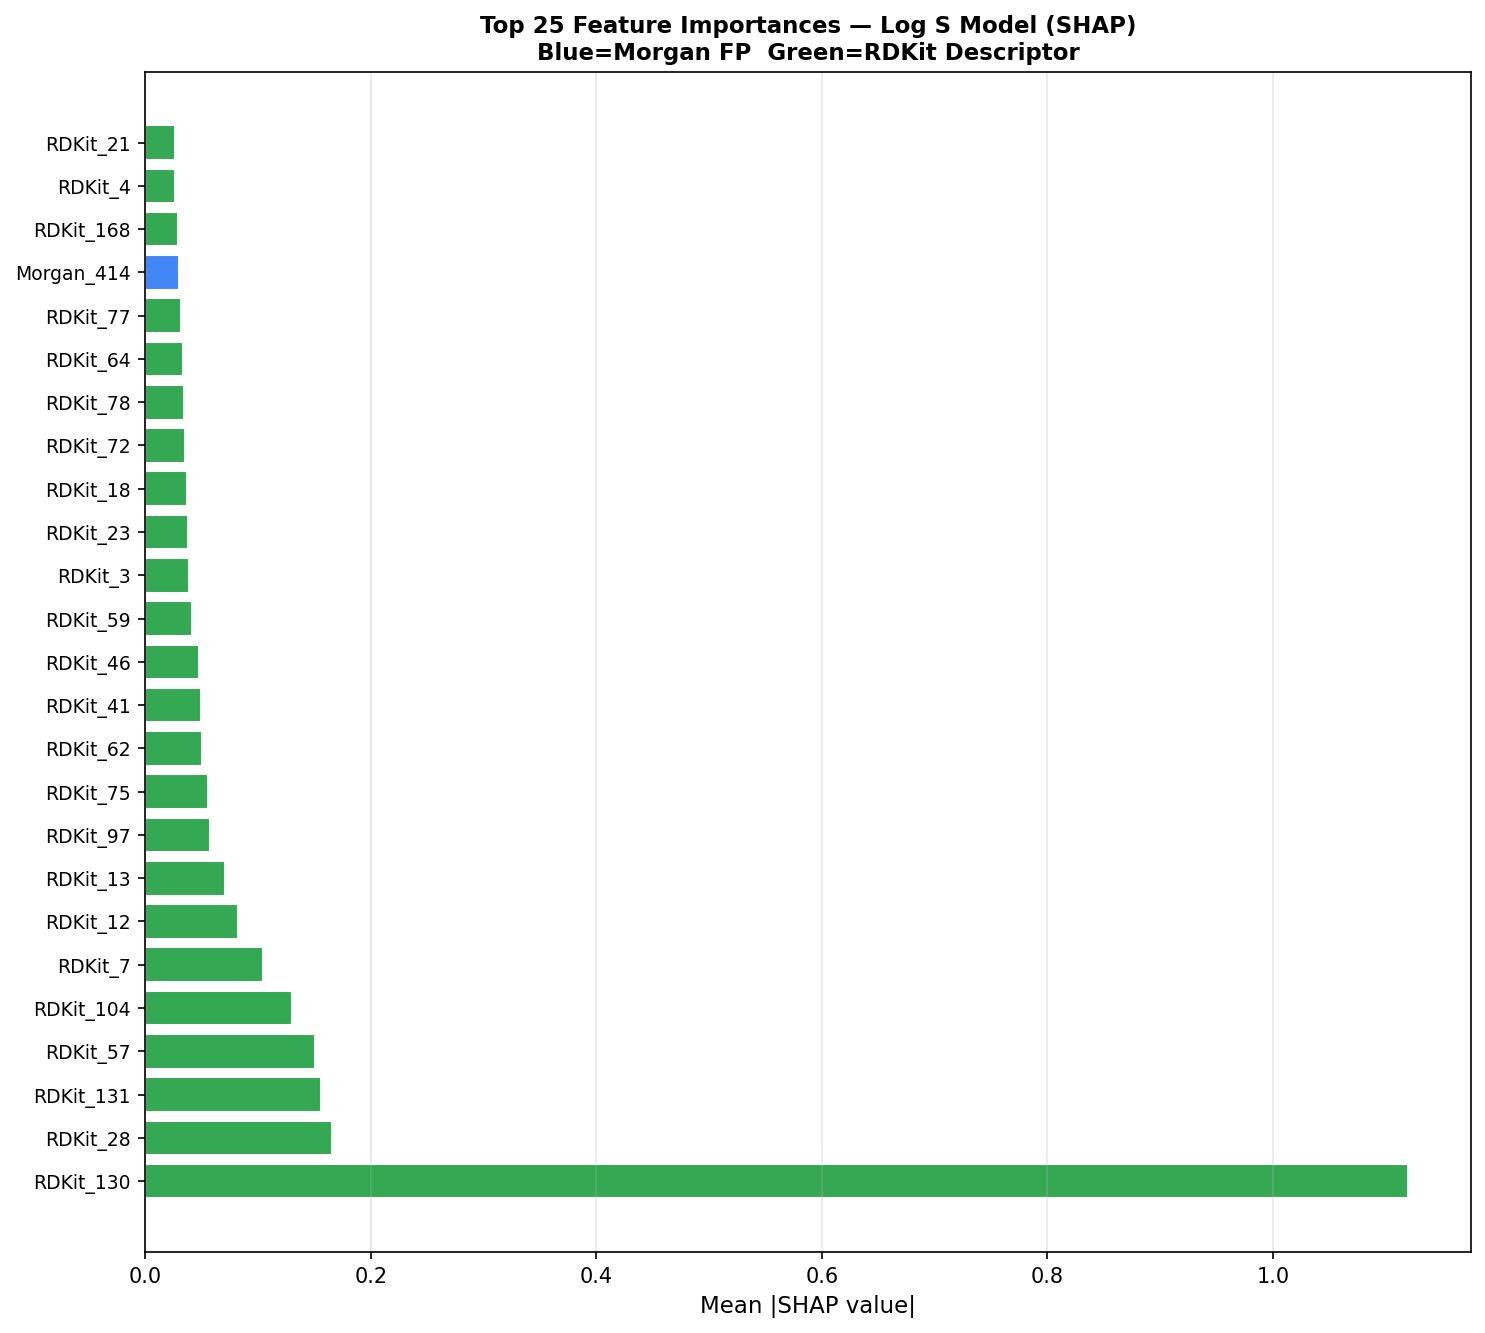 Top 25 Feature Importances — Log S Model (SHAP)
Blue=Morgan FP  Green=RDKit Descriptor
RDKit_21
RDKit_4
RDKit_168
Morgan_414
RDKit_77
RDKit_64
RDKit_78
RDKit_72
RDKit_18
RDKit_23
RDKit_3
RDKit_59
RDKit_46
RDKit_41
RDKit_62
RDKit_75
RDKit_97
RDKit_13
RDKit_12
RDKit_7
RDKit_104
RDKit_57
RDKit_131
RDKit_28
RDKit_130
0.0 0.2 0.4 0.6 0.8 1.0
Mean |SHAP value|